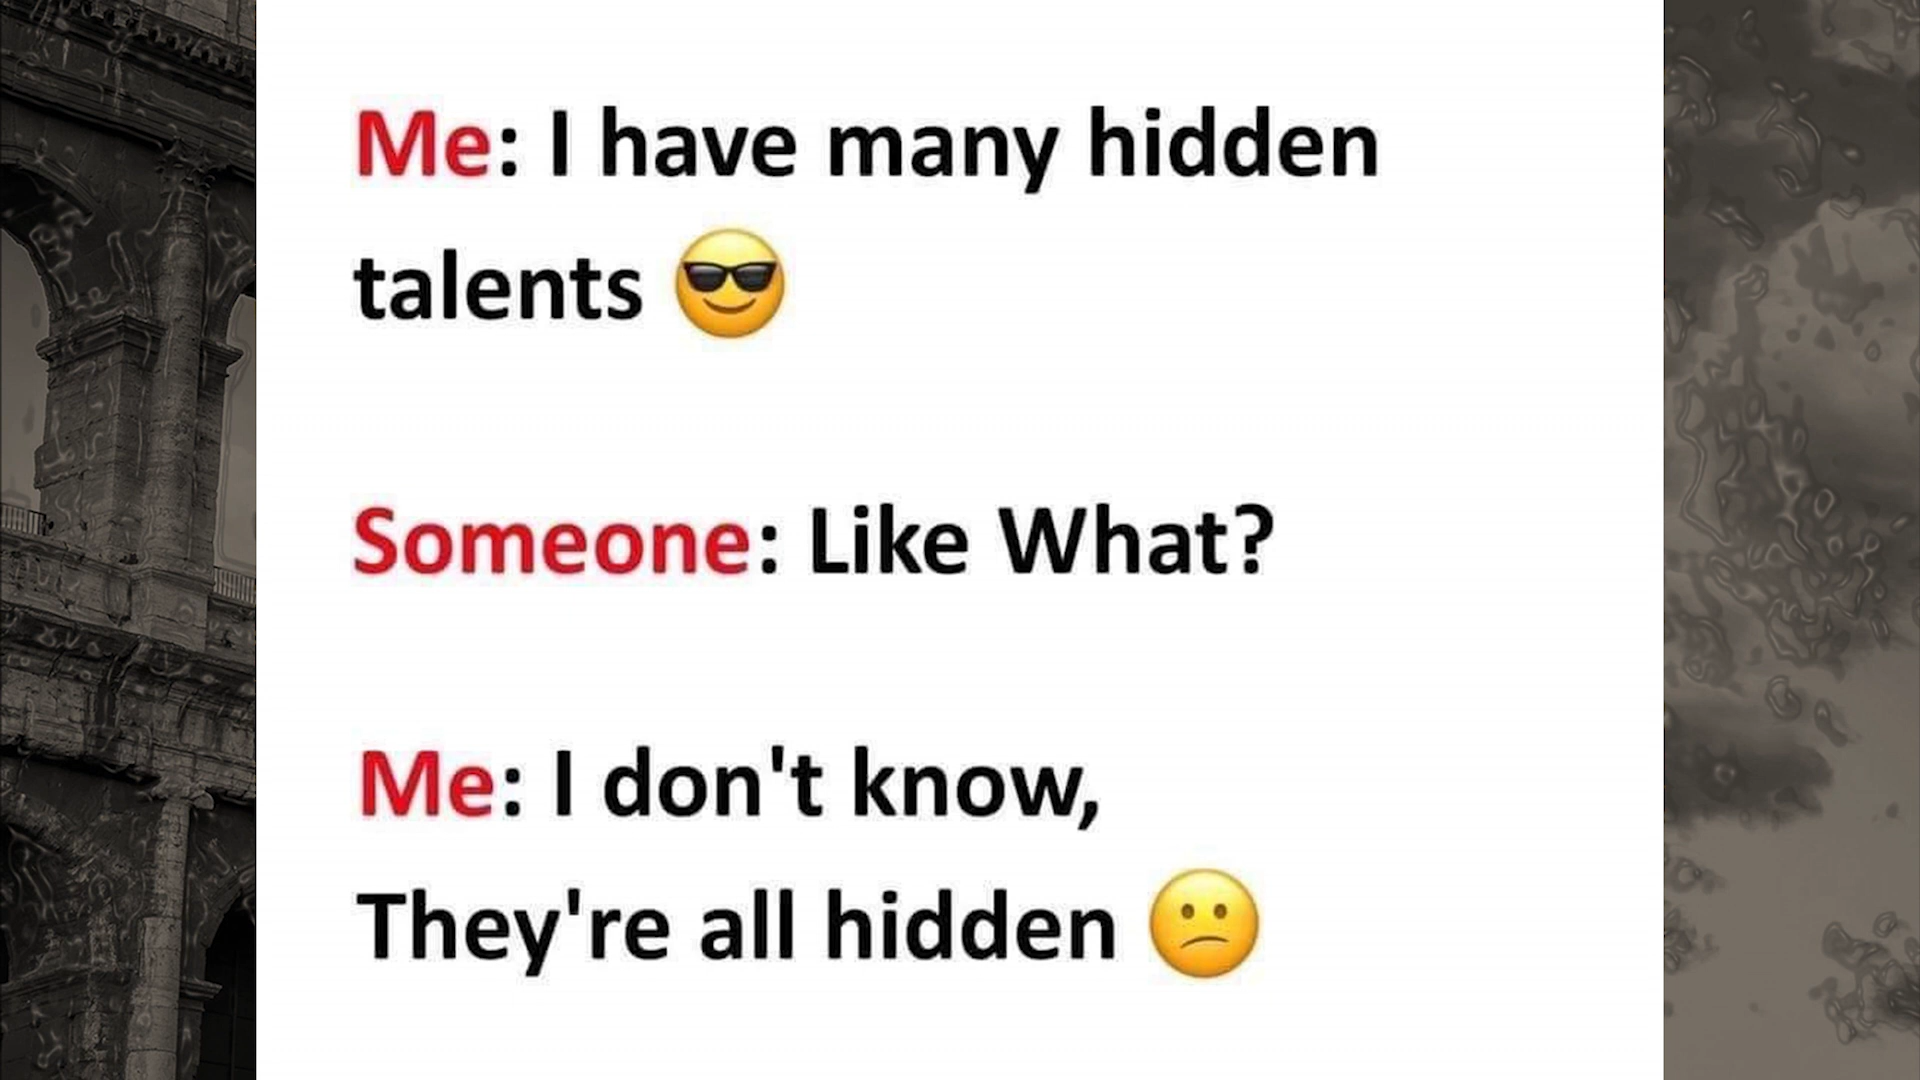 Me: I have many hidden
talents 😎
Someone: Like What?
Me: I don't know,
They're all hidden 😕